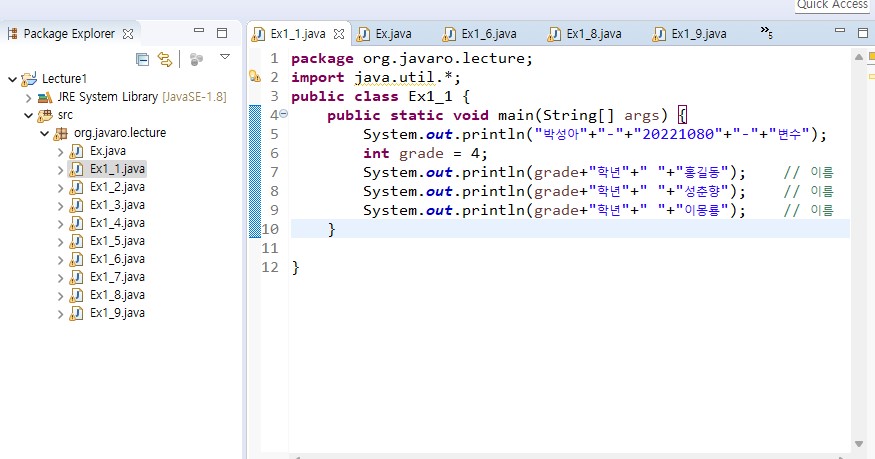 Quick Access
Package Explorer
Lecture1
JRE System Library [JavaSE-1.8]
src
org.javaro.lecture
Ex.java
Ex1_1.java
Ex1_2.java
Ex1_3.java
Ex1_4.java
Ex1_5.java
Ex1_6.java
Ex1_7.java
Ex1_8.java
Ex1_9.java
Ex1_1.java Ex.java Ex1_6.java Ex1_8.java Ex1_9.java »5
1 package org.javaro.lecture;
2 import java.util.*;
3 public class Ex1_1 {
4 public static void main(String[] args) {
5 System.out.println("박성아"+"-"+"20221080"+"-"+"변수");
6 int grade = 4;
7 System.out.println(grade+"학년"+" "+"홍길동"); // 이름
8 System.out.println(grade+"학년"+" "+"성춘향"); // 이름
9 System.out.println(grade+"학년"+" "+"이몽룡"); // 이름
10 }
11
12 }